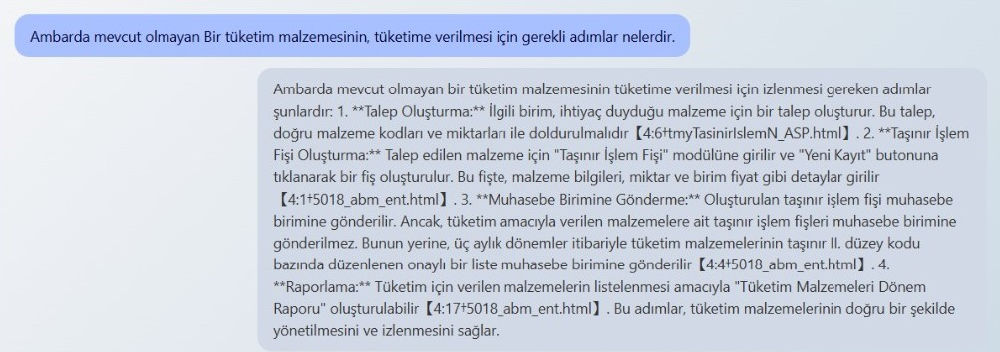 Ambarda mevcut olmayan Bir tüketim malzemesinin, tüketime verilmesi için gerekli adımlar nelerdir.
Ambarda mevcut olmayan bir tüketim malzemesinin tüketime verilmesi için izlenmesi gereken adımlar
şunlardır: 1. **Talep Oluşturma:** İlgili birim, ihtiyaç duyduğu malzeme için bir talep oluşturur. Bu talep,
doğru malzeme kodları ve miktarları ile doldurulmalıdır【4:6†tmyTasinirIslemN_ASP.html】. 2. **Taşınır İşlem
Fişi Oluşturma:** Talep edilen malzeme için "Taşınır İşlem Fişi" modülüne girilir ve "Yeni Kayıt" butonuna
tıklanarak bir fiş oluşturulur. Bu fişte, malzeme bilgileri, miktar ve birim fiyat gibi detaylar girilir
【4:1†5018_abm_ent.html】. 3. **Muhasebe Birimine Gönderme:** Oluşturulan taşınır işlem fişi muhasebe
birimine gönderilir. Ancak, tüketim amacıyla verilen malzemelere ait taşınır işlem fişleri muhasebe birimine
gönderilmez. Bunun yerine, üç aylık dönemler itibariyle tüketim malzemelerinin taşınır II. düzey kodu
bazında düzenlenen onaylı bir liste muhasebe birimine gönderilir【4:4†5018_abm_ent.html】. 4.
**Raporlama:** Tüketim için verilen malzemelerin listelenmesi amacıyla "Tüketim Malzemeleri Dönem
Raporu" oluşturulabilir【4:17†5018_abm_ent.html】. Bu adımlar, tüketim malzemelerinin doğru bir şekilde
yönetilmesini ve izlenmesini sağlar.